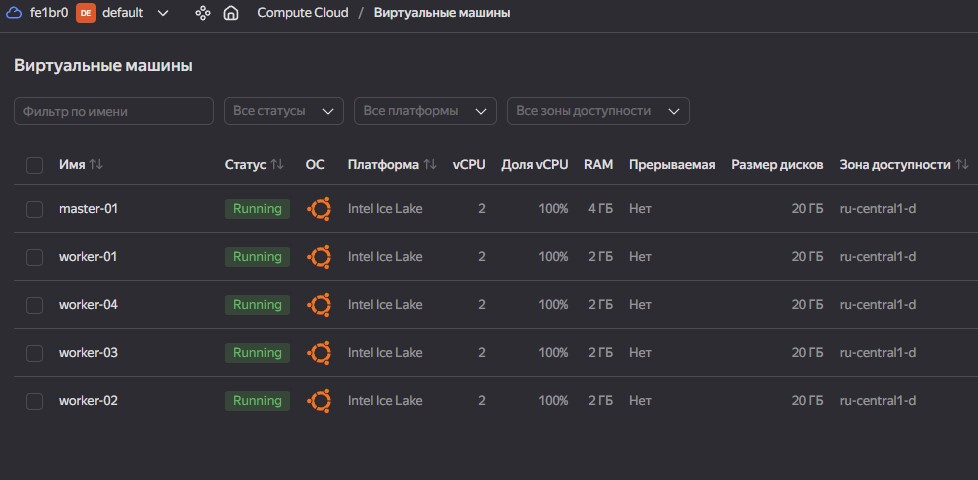 fe1br0 DE default Compute Cloud / Виртуальные машины
Виртуальные машины
Фильтр по имени Все статусы Все платформы Все зоны доступности
Имя Статус ОС Платформа vCPU Доля vCPU RAM Прерываемая Размер дисков Зона доступности
master-01 Running Intel Ice Lake 2 100% 4 ГБ Нет 20 ГБ ru-central1-d
worker-01 Running Intel Ice Lake 2 100% 2 ГБ Нет 20 ГБ ru-central1-d
worker-04 Running Intel Ice Lake 2 100% 2 ГБ Нет 20 ГБ ru-central1-d
worker-03 Running Intel Ice Lake 2 100% 2 ГБ Нет 20 ГБ ru-central1-d
worker-02 Running Intel Ice Lake 2 100% 2 ГБ Нет 20 ГБ ru-central1-d